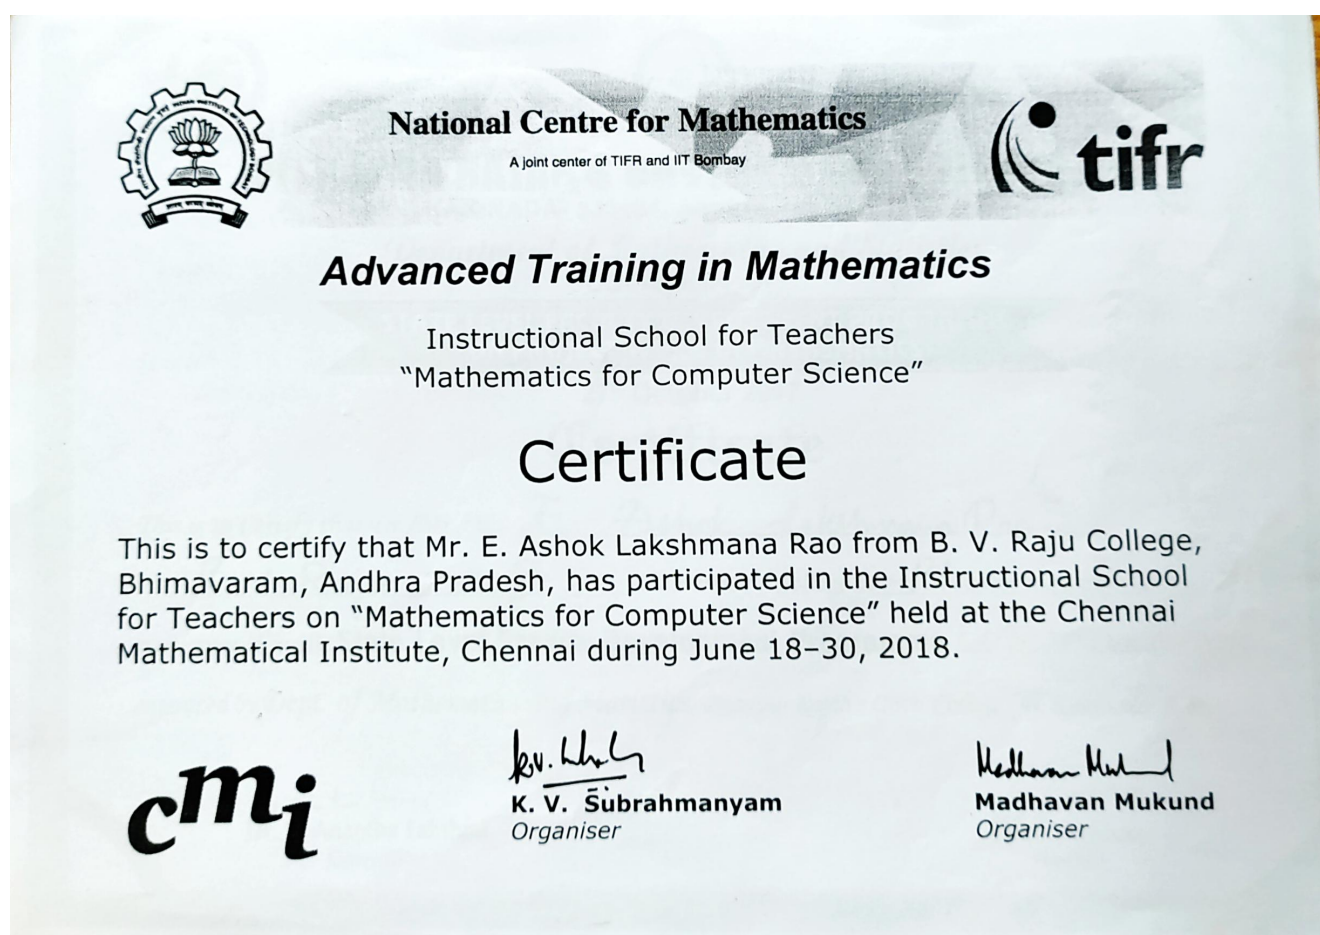 National Centre for Mathematics
A joint center of TIFR and IIT Bombay
tifr
Advanced Training in Mathematics
Instructional School for Teachers
“Mathematics for Computer Science”
Certificate
This is to certify that Mr. E. Ashok Lakshmana Rao from B. V. Raju College,
Bhimavaram, Andhra Pradesh, has participated in the Instructional School
for Teachers on “Mathematics for Computer Science” held at the Chennai
Mathematical Institute, Chennai during June 18–30, 2018.
cmi
K. V. Subrahmanyam
Organiser
Madhavan Mukund
Organiser